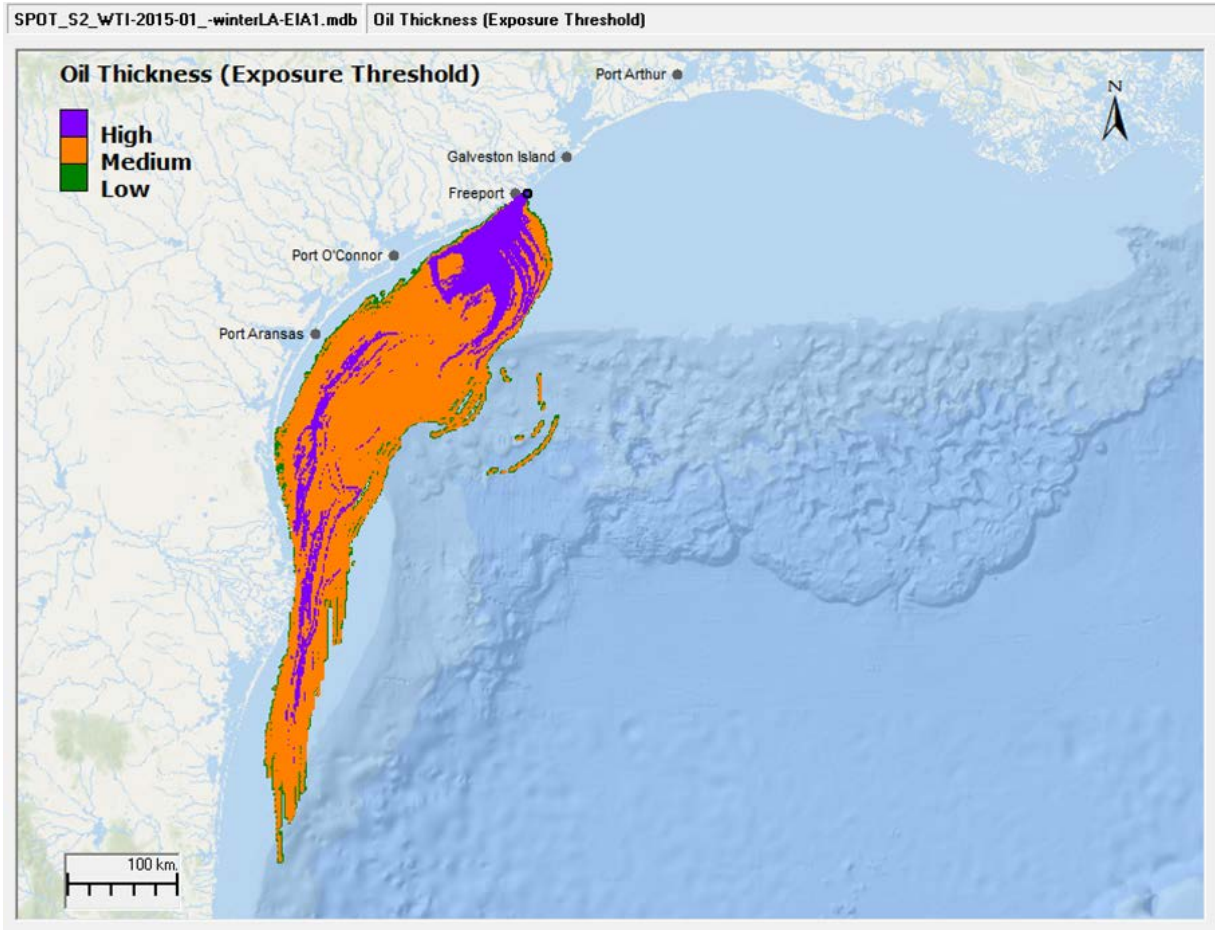 SPOT_S2_WTI-2015-01_-winterLA-EIA1.mdb Oil Thickness (Exposure Threshold)
Oil Thickness (Exposure Threshold)
High
Medium
Low
Port Arthur
N
Galveston Island
Freeport
Port O'Connor
Port Aransas
100 km.